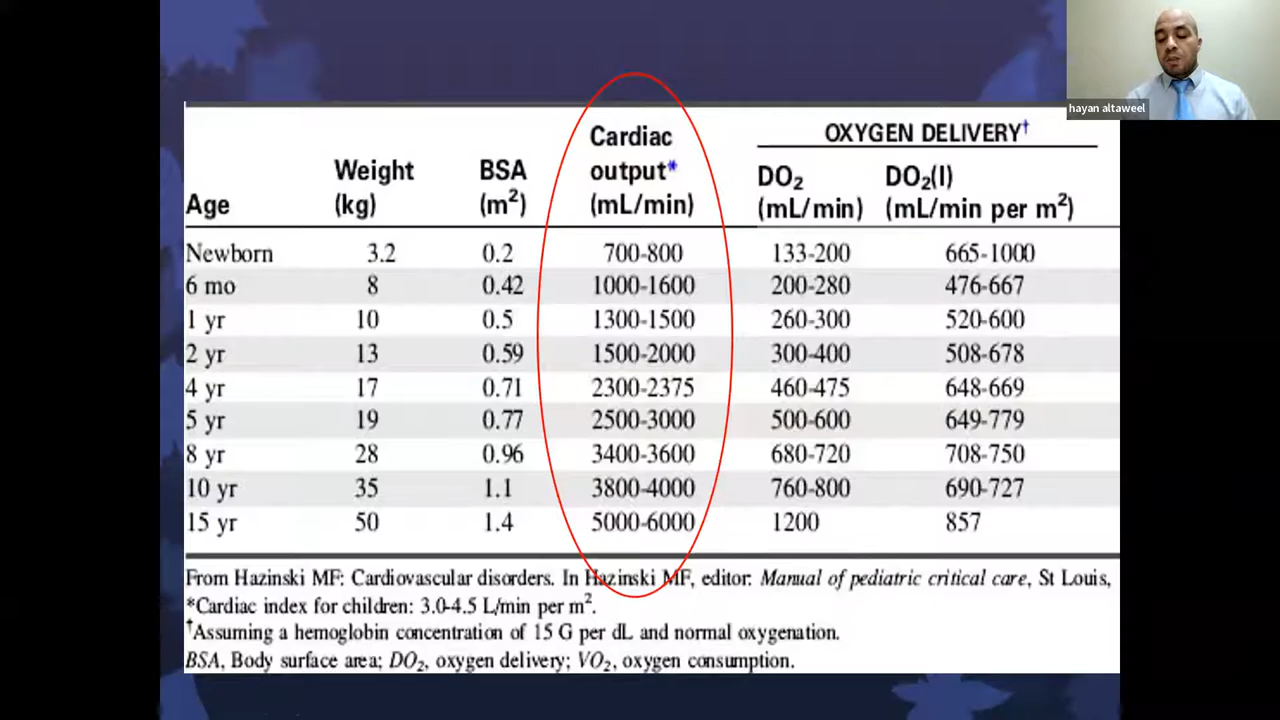 hayan altaweel
OXYGEN DELIVERY†
Cardiac
Weight BSA output* DO₂ DO₂(I)
Age (kg) (m²) (mL/min) (mL/min) (mL/min per m²)
Newborn 3.2 0.2 700-800 133-200 665-1000
6 mo 8 0.42 1000-1600 200-280 476-667
1 yr 10 0.5 1300-1500 260-300 520-600
2 yr 13 0.59 1500-2000 300-400 508-678
4 yr 17 0.71 2300-2375 460-475 648-669
5 yr 19 0.77 2500-3000 500-600 649-779
8 yr 28 0.96 3400-3600 680-720 708-750
10 yr 35 1.1 3800-4000 760-800 690-727
15 yr 50 1.4 5000-6000 1200 857
From Hazinski MF: Cardiovascular disorders. In Hazinski MF, editor: Manual of pediatric critical care, St Louis,
*Cardiac index for children: 3.0-4.5 L/min per m².
†Assuming a hemoglobin concentration of 15 G per dL and normal oxygenation.
BSA, Body surface area; DO₂, oxygen delivery; VO₂, oxygen consumption.